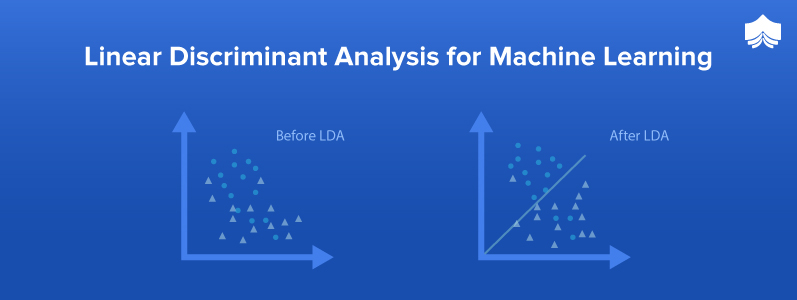 Linear Discriminant Analysis for Machine Learning
Before LDA
After LDA